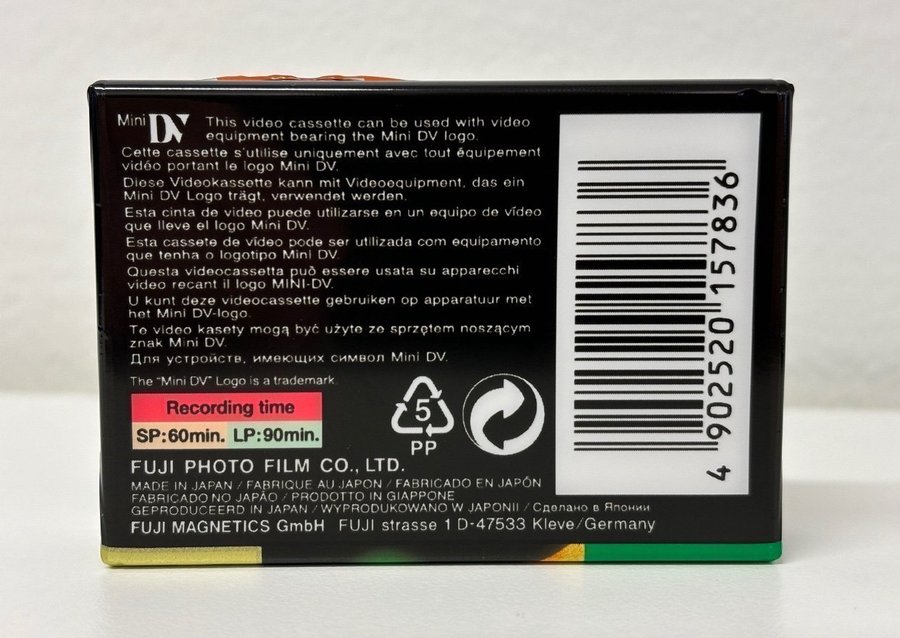 Mini DV This video cassette can be used with video
equipment bearing the Mini DV logo.
Cette cassette s'utilise uniquement avec tout équipement
vidéo portant le logo Mini DV.
Diese Videokassette kann mit Videoequipment, das ein
Mini DV Logo trägt, verwendet werden.
Esta cinta de video puede utilizarse en un equipo de vídeo
que lleve el logo Mini DV.
Esta cassete de vídeo pode ser utilizada com equipamento
que tenha o logotipo Mini DV.
Questa videocassetta può essere usata su apparecchi
video recant il logo MINI-DV.
U kunt deze videocassette gebruiken op apparatuur met
het Mini DV-logo.
Te video kasety mogą być użyte ze sprzętem noszącym
znak Mini DV.
Для устройств, имеющих символ Mini DV.
The "Mini DV" Logo is a trademark.
Recording time
SP:60min. LP:90min.
5
PP
FUJI PHOTO FILM CO., LTD.
MADE IN JAPAN / FABRIQUE AU JAPON / FABRICADO EN JAPÓN
FABRICADO NO JAPÃO / PRODOTTO IN GIAPPONE
GEPRODUCEERD IN JAPAN / WYPRODUKOWANO W JAPONII / Сделано в Японии
FUJI MAGNETICS GmbH FUJI strasse 1 D-47533 Kleve/Germany
4 902520 157836